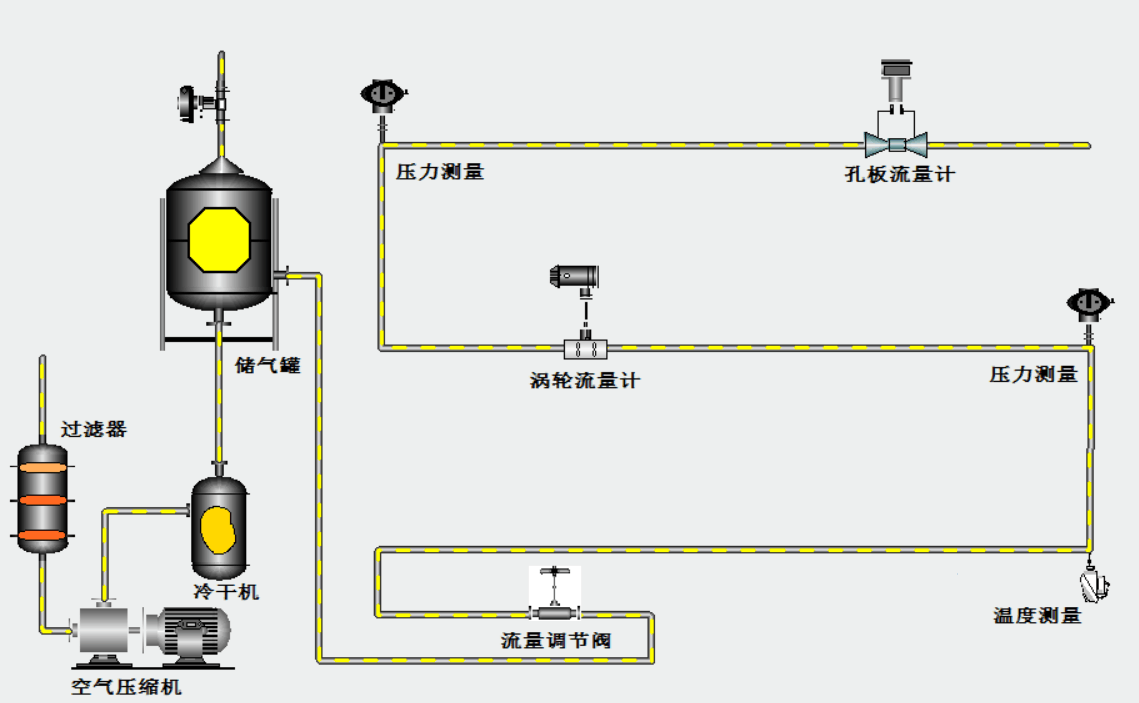 压力测量
孔板流量计
储气罐
涡轮流量计
压力测量
过滤器
冷干机
温度测量
流量调节阀
空气压缩机